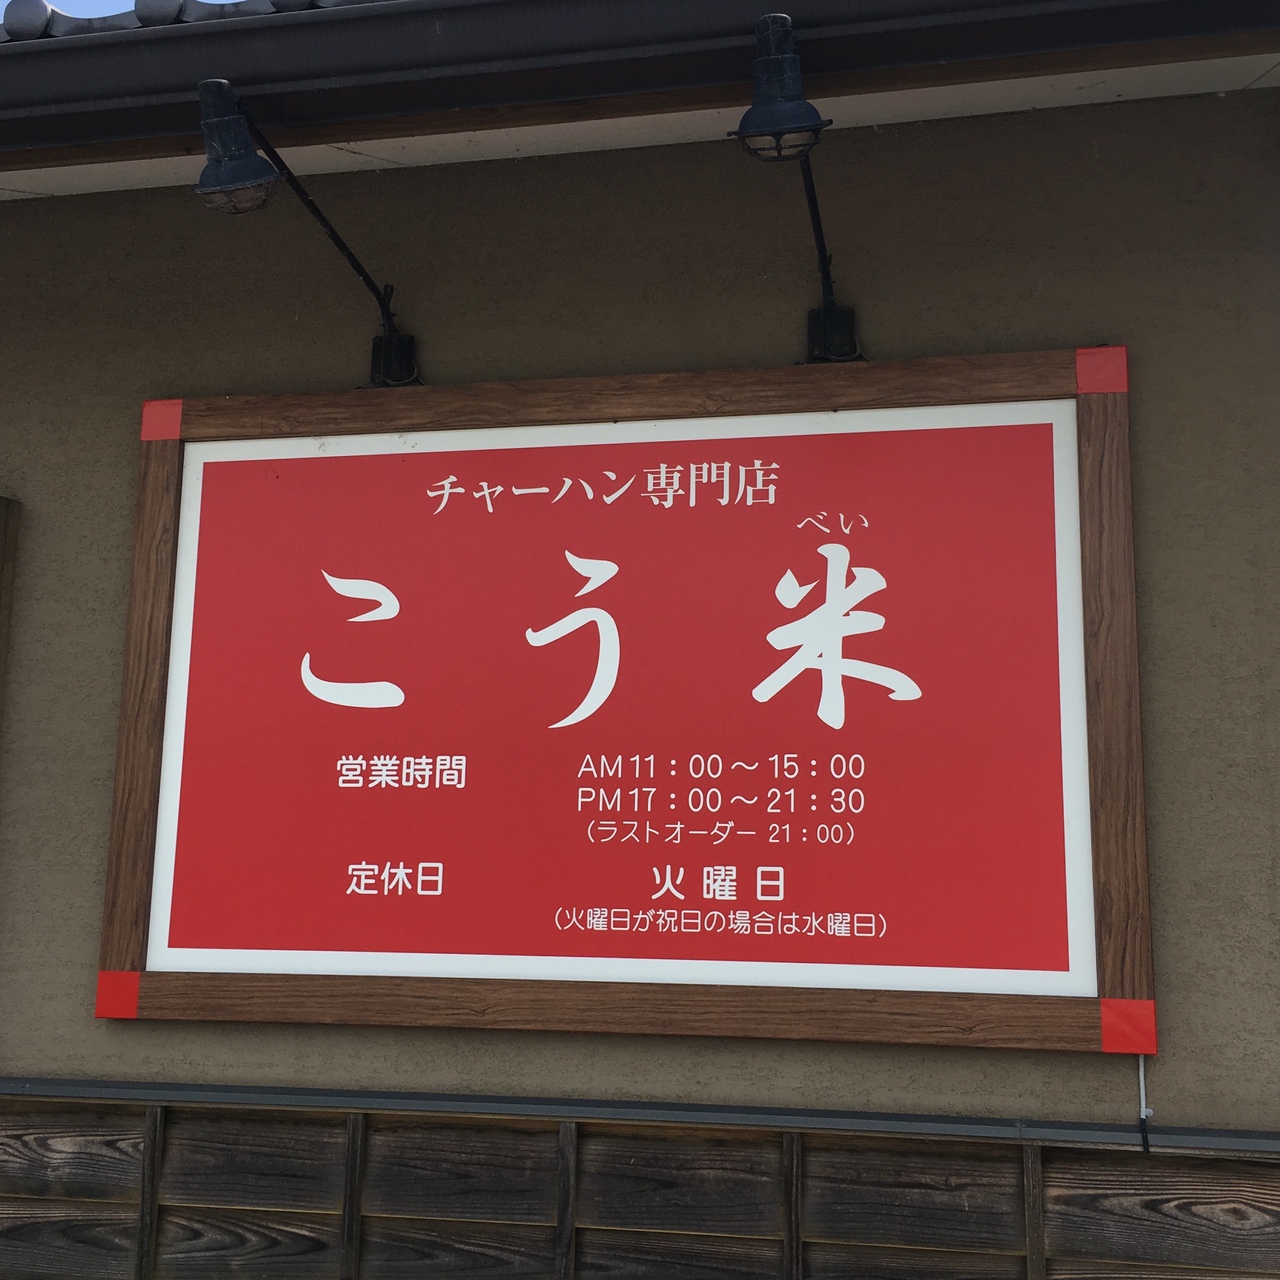 チャーハン専門店
べい
こう米
営業時間 AM11：00〜15：00
PM17：00〜21：30
（ラストオーダー 21：00）
定休日 火曜日
（火曜日が祝日の場合は水曜日）